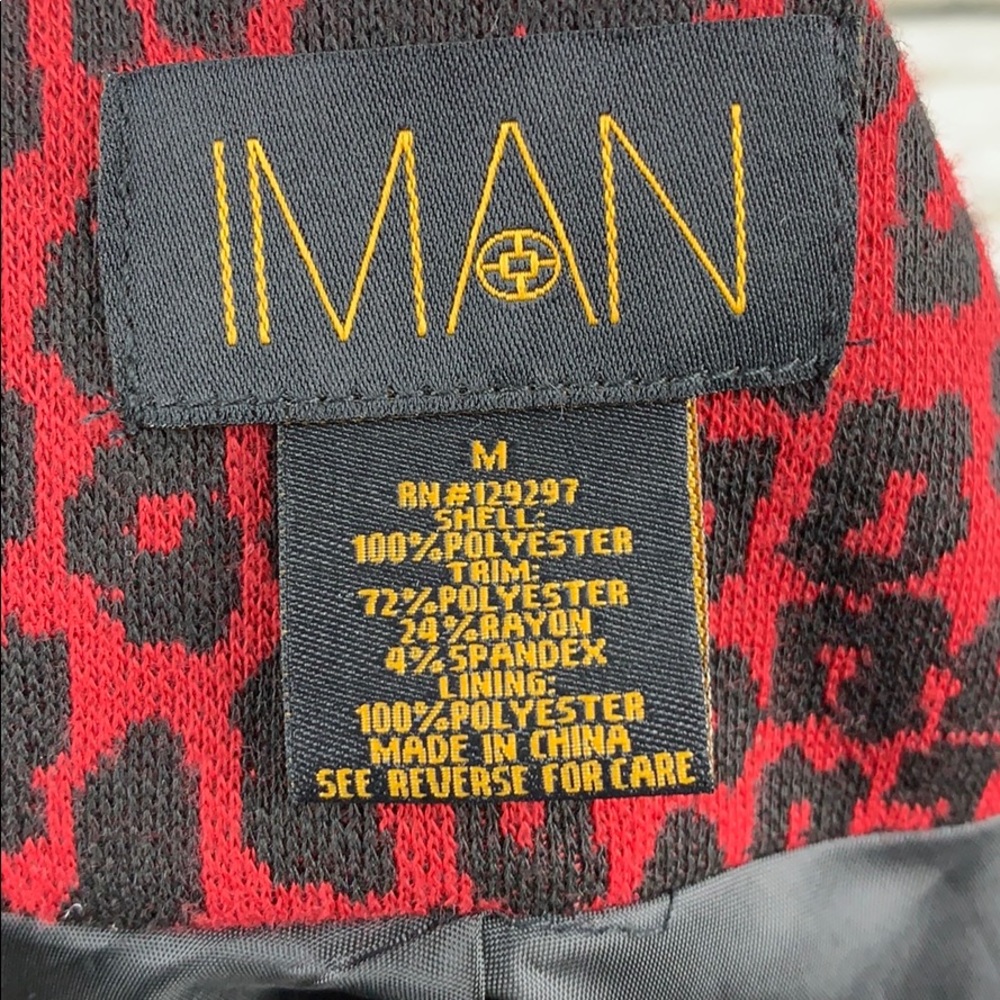 IMAN
M
RN#129297
SHELL:
100%POLYESTER
TRIM:
72%POLYESTER
24%RAYON
4%SPANDEX
LINING:
100%POLYESTER
MADE IN CHINA
SEE REVERSE FOR CARE